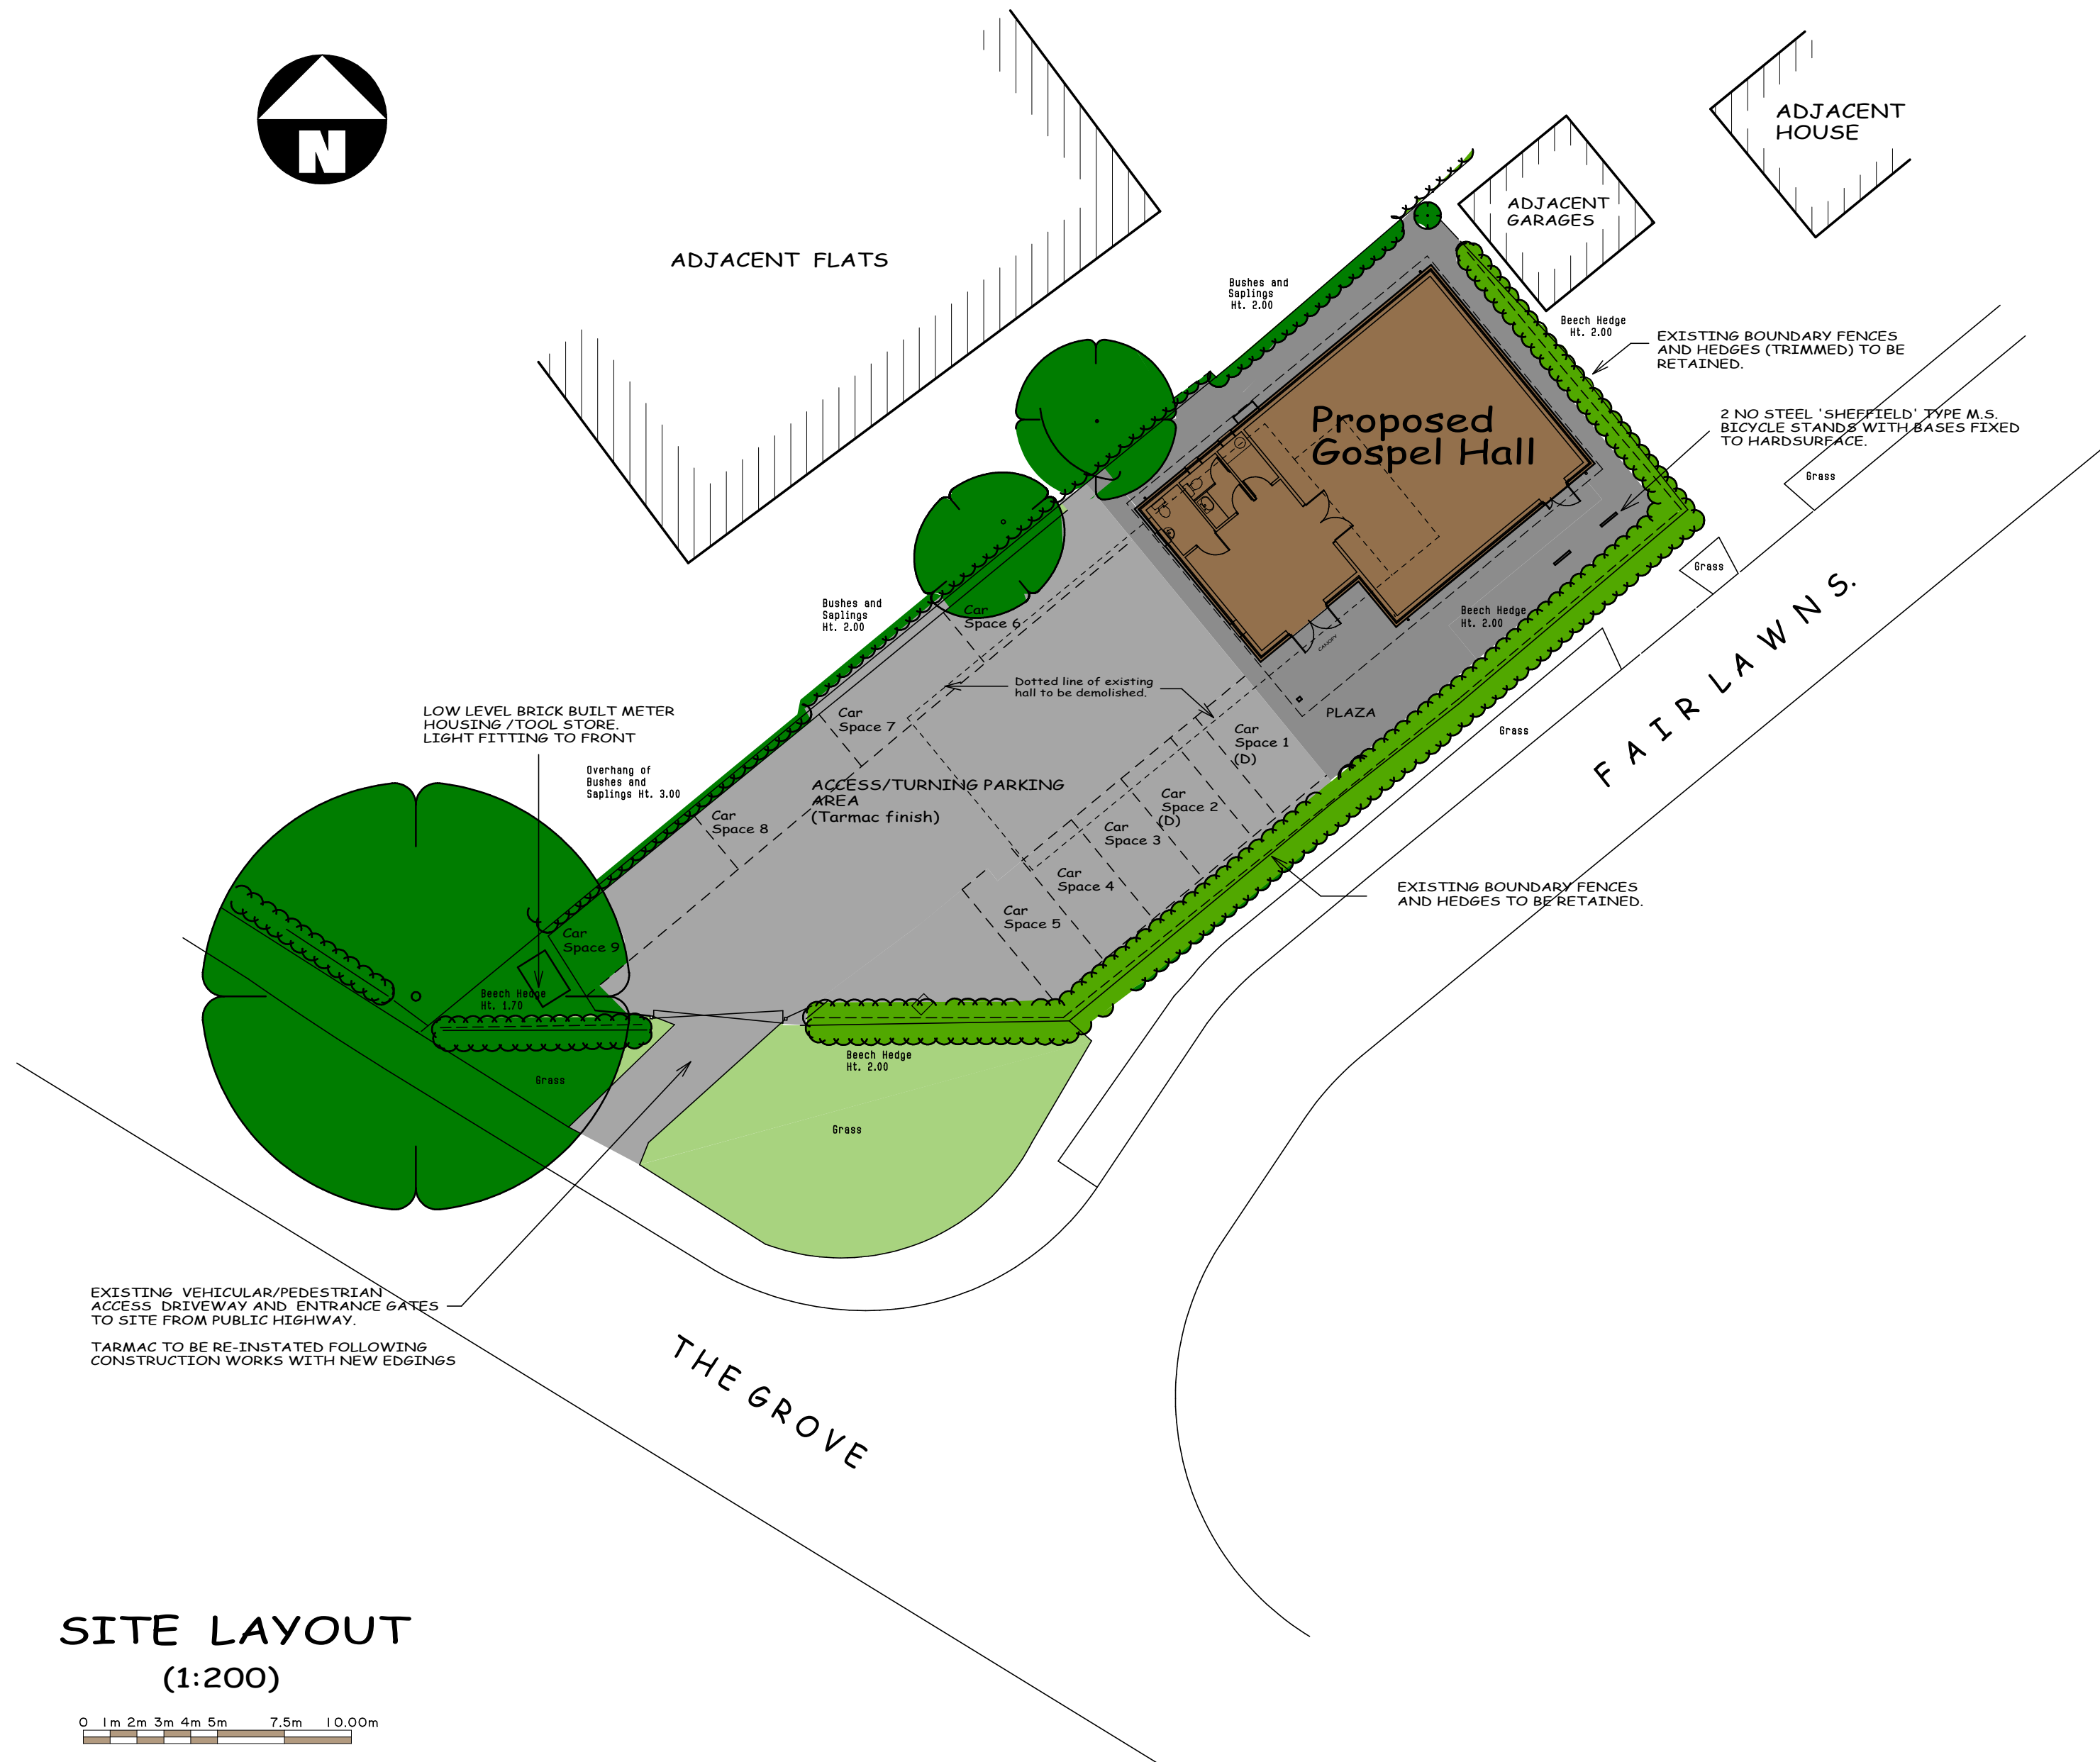 N
ADJACENT FLATS
ADJACENT
HOUSE
ADJACENT
GARAGES
Bushes and
Saplings
Ht. 2.00
Beech Hedge
Ht. 2.00
EXISTING BOUNDARY FENCES
AND HEDGES (TRIMMED) TO BE
RETAINED.
2 NO STEEL 'SHEFFIELD' TYPE M.S.
BICYCLE STANDS WITH BASES FIXED
TO HARDSURFACE.
Proposed
Gospel Hall
Grass
Grass
Bushes and
Saplings
Ht. 2.00
Car
Space 6
Beech Hedge
Ht. 2.00
CANOPY
FAIRLAWNS.
Dotted line of existing
hall to be demolished.
LOW LEVEL BRICK BUILT METER
HOUSING /TOOL STORE.
LIGHT FITTING TO FRONT
Car
Space 7
PLAZA
Car
Space 1
(D)
Grass
Overhang of
Bushes and
Saplings Ht. 3.00
ACCESS/TURNING PARKING
AREA
(Tarmac finish)
Car
Space 2
(D)
Car
Space 8
Car
Space 3
Car
Space 4
EXISTING BOUNDARY FENCES
AND HEDGES TO BE RETAINED.
Car
Space 5
Car
Space 9
Beech Hedge
Ht. 1.70
Beech Hedge
Ht. 2.00
Grass
Grass
EXISTING VEHICULAR/PEDESTRIAN
ACCESS DRIVEWAY AND ENTRANCE GATES
TO SITE FROM PUBLIC HIGHWAY.
TARMAC TO BE RE-INSTATED FOLLOWING
CONSTRUCTION WORKS WITH NEW EDGINGS
THE GROVE
SITE LAYOUT
(1:200)
0 1m 2m 3m 4m 5m 7.5m 10.00m